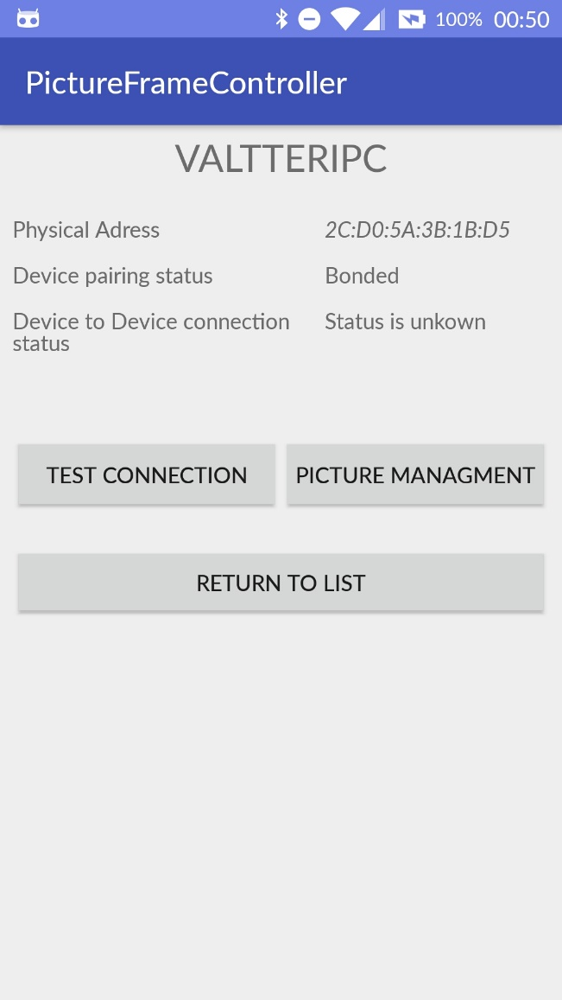 100% 00:50
PictureFrameController
VALTTERIPC
Physical Adress 2C:D0:5A:3B:1B:D5
Device pairing status Bonded
Device to Device connection Status is unkown
status
TEST CONNECTION PICTURE MANAGMENT
RETURN TO LIST